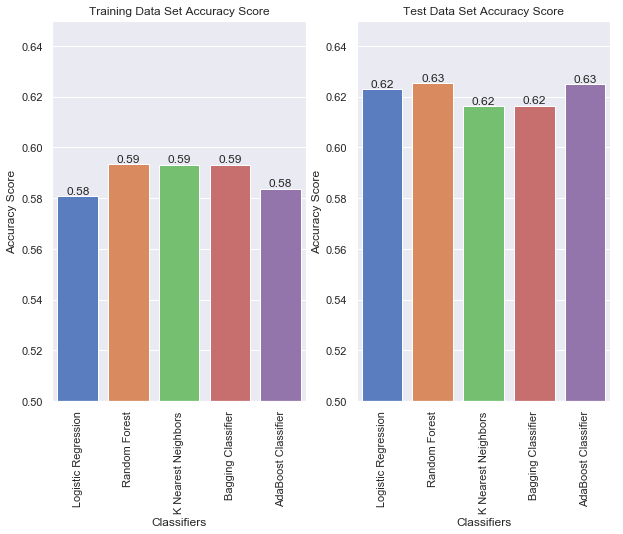 Training Data Set Accuracy Score
Accuracy Score
0.64
0.62
0.60
0.58
0.56
0.54
0.52
0.50
0.58
0.59
0.59
0.59
0.58
Logistic Regression
Random Forest
K Nearest Neighbors
Bagging Classifier
AdaBoost Classifier
Classifiers
Test Data Set Accuracy Score
Accuracy Score
0.64
0.62
0.60
0.58
0.56
0.54
0.52
0.50
0.62
0.63
0.62
0.62
0.63
Logistic Regression
Random Forest
K Nearest Neighbors
Bagging Classifier
AdaBoost Classifier
Classifiers